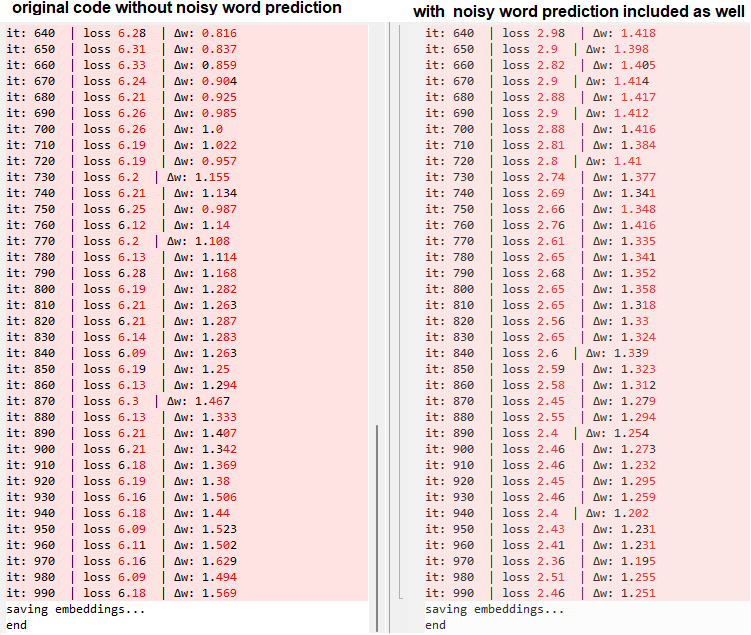 original code without noisy word prediction
it: 640 | loss 6.28 | Δw: 0.816
it: 650 | loss 6.31 | Δw: 0.837
it: 660 | loss 6.33 | Δw: 0.859
it: 670 | loss 6.24 | Δw: 0.904
it: 680 | loss 6.21 | Δw: 0.925
it: 690 | loss 6.26 | Δw: 0.985
it: 700 | loss 6.26 | Δw: 1.0
it: 710 | loss 6.19 | Δw: 1.022
it: 720 | loss 6.19 | Δw: 0.957
it: 730 | loss 6.2 | Δw: 1.155
it: 740 | loss 6.21 | Δw: 1.134
it: 750 | loss 6.25 | Δw: 0.987
it: 760 | loss 6.12 | Δw: 1.14
it: 770 | loss 6.2 | Δw: 1.108
it: 780 | loss 6.13 | Δw: 1.114
it: 790 | loss 6.28 | Δw: 1.168
it: 800 | loss 6.19 | Δw: 1.282
it: 810 | loss 6.21 | Δw: 1.263
it: 820 | loss 6.21 | Δw: 1.287
it: 830 | loss 6.14 | Δw: 1.283
it: 840 | loss 6.09 | Δw: 1.263
it: 850 | loss 6.19 | Δw: 1.25
it: 860 | loss 6.13 | Δw: 1.294
it: 870 | loss 6.3 | Δw: 1.467
it: 880 | loss 6.13 | Δw: 1.333
it: 890 | loss 6.21 | Δw: 1.407
it: 900 | loss 6.21 | Δw: 1.342
it: 910 | loss 6.18 | Δw: 1.369
it: 920 | loss 6.19 | Δw: 1.38
it: 930 | loss 6.16 | Δw: 1.506
it: 940 | loss 6.18 | Δw: 1.44
it: 950 | loss 6.09 | Δw: 1.523
it: 960 | loss 6.11 | Δw: 1.502
it: 970 | loss 6.16 | Δw: 1.629
it: 980 | loss 6.09 | Δw: 1.494
it: 990 | loss 6.18 | Δw: 1.569
saving embeddings...
end
with noisy word prediction included as well
it: 640 | loss 2.98 | Δw: 1.418
it: 650 | loss 2.9 | Δw: 1.398
it: 660 | loss 2.82 | Δw: 1.405
it: 670 | loss 2.9 | Δw: 1.414
it: 680 | loss 2.88 | Δw: 1.417
it: 690 | loss 2.9 | Δw: 1.412
it: 700 | loss 2.88 | Δw: 1.416
it: 710 | loss 2.81 | Δw: 1.384
it: 720 | loss 2.8 | Δw: 1.41
it: 730 | loss 2.74 | Δw: 1.377
it: 740 | loss 2.69 | Δw: 1.341
it: 750 | loss 2.66 | Δw: 1.348
it: 760 | loss 2.76 | Δw: 1.416
it: 770 | loss 2.61 | Δw: 1.335
it: 780 | loss 2.65 | Δw: 1.341
it: 790 | loss 2.68 | Δw: 1.352
it: 800 | loss 2.65 | Δw: 1.358
it: 810 | loss 2.65 | Δw: 1.318
it: 820 | loss 2.56 | Δw: 1.33
it: 830 | loss 2.65 | Δw: 1.324
it: 840 | loss 2.6 | Δw: 1.339
it: 850 | loss 2.59 | Δw: 1.323
it: 860 | loss 2.58 | Δw: 1.312
it: 870 | loss 2.45 | Δw: 1.279
it: 880 | loss 2.55 | Δw: 1.294
it: 890 | loss 2.4 | Δw: 1.254
it: 900 | loss 2.46 | Δw: 1.273
it: 910 | loss 2.46 | Δw: 1.232
it: 920 | loss 2.45 | Δw: 1.295
it: 930 | loss 2.46 | Δw: 1.259
it: 940 | loss 2.4 | Δw: 1.202
it: 950 | loss 2.43 | Δw: 1.231
it: 960 | loss 2.41 | Δw: 1.231
it: 970 | loss 2.36 | Δw: 1.195
it: 980 | loss 2.51 | Δw: 1.255
it: 990 | loss 2.46 | Δw: 1.251
saving embeddings...
end